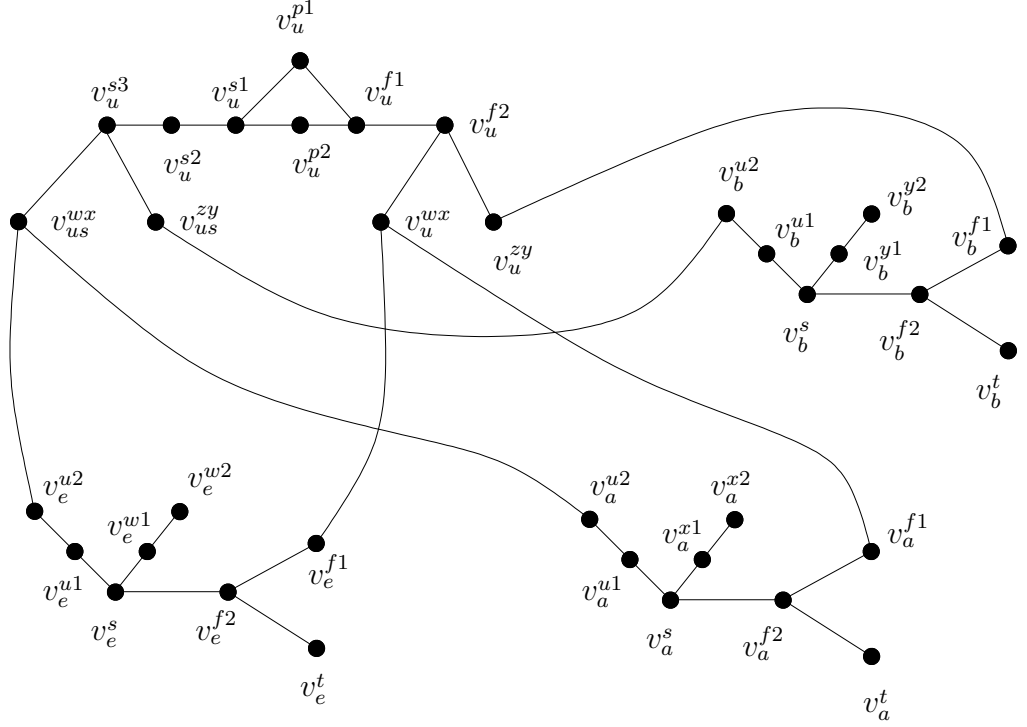 v_u^{p1}
v_u^{s3}
v_u^{s1}
v_u^{f1}
v_u^{f2}
v_u^{s2}
v_u^{p2}
v_b^{u2}
v_b^{y2}
v_{us}^{wx}
v_{us}^{zy}
v_u^{wx}
v_u^{zy}
v_b^{u1}
v_b^{y1}
v_b^{f1}
v_b^s
v_b^{f2}
v_b^t
v_e^{u2}
v_e^{w2}
v_a^{u2}
v_a^{x2}
v_e^{w1}
v_a^{x1}
v_a^{f1}
v_e^{u1}
v_e^{f1}
v_a^{u1}
v_e^s
v_e^{f2}
v_a^s
v_a^{f2}
v_e^t
v_a^t